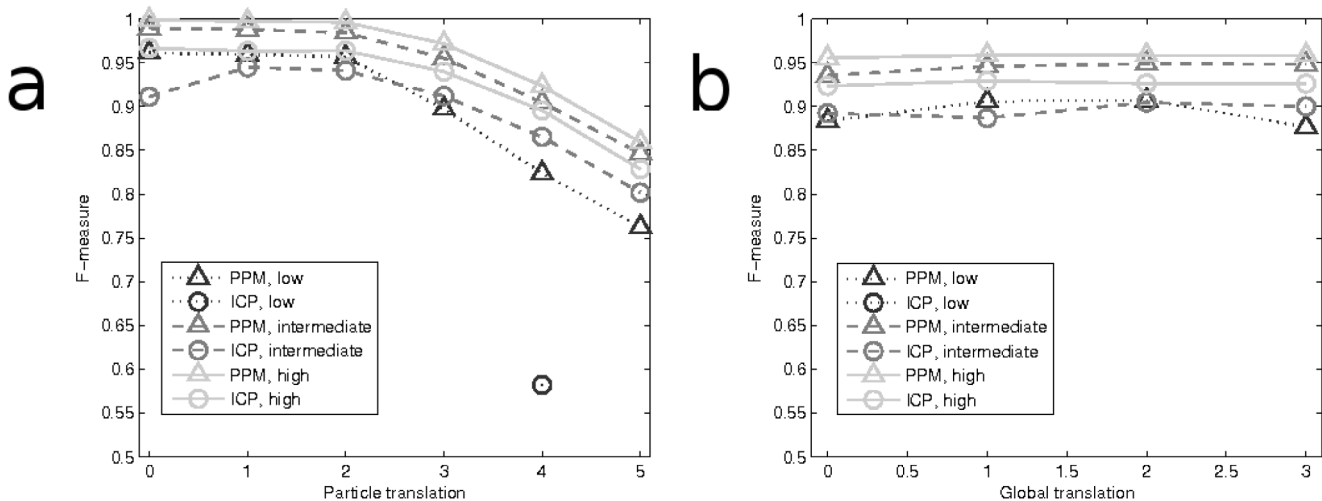 a
1
0.95
0.9
0.85
0.8
0.75
0.7
0.65
0.6
0.55
0.5
F-measure
PPM, low
ICP, low
PPM, intermediate
ICP, intermediate
PPM, high
ICP, high
0 1 2 3 4 5
Particle translation
b
1
0.95
0.9
0.85
0.8
0.75
0.7
0.65
0.6
0.55
0.5
F-measure
PPM, low
ICP, low
PPM, intermediate
ICP, intermediate
PPM, high
ICP, high
0 0.5 1 1.5 2 2.5 3
Global translation